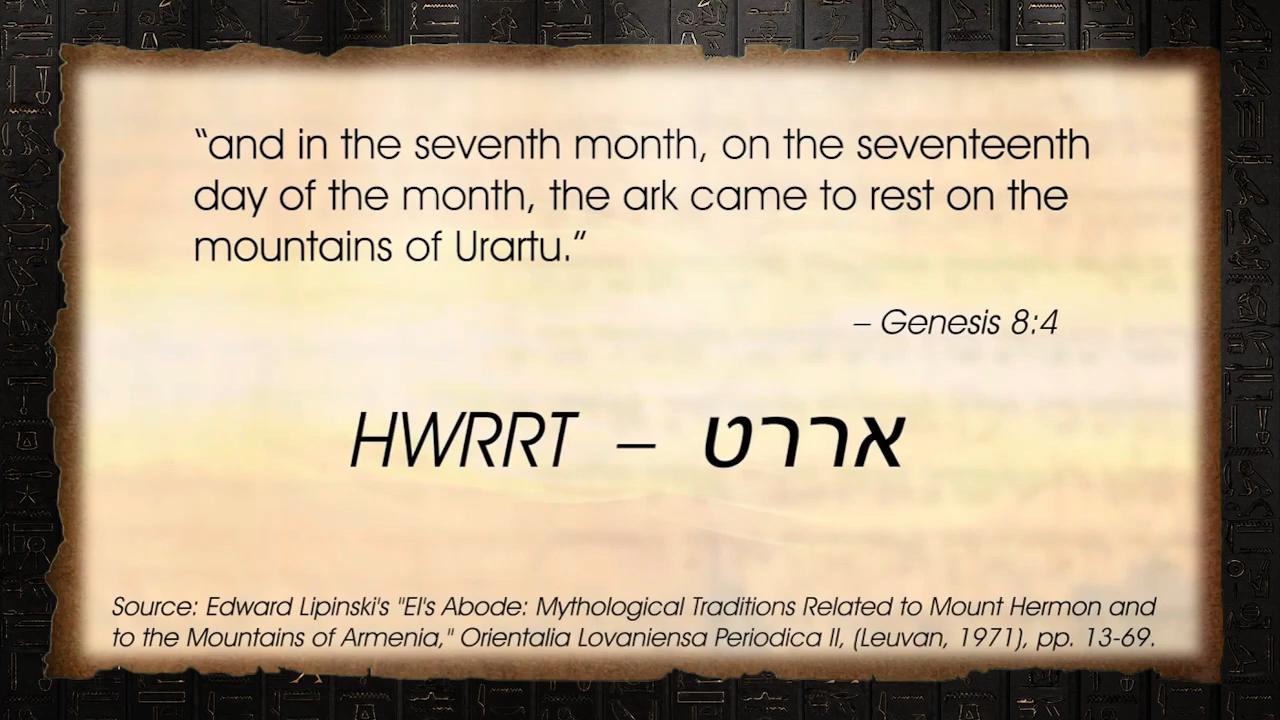 “and in the seventh month, on the seventeenth
day of the month, the ark came to rest on the
mountains of Urartu.”
– Genesis 8:4
HWRRT – אררט
Source: Edward Lipinski's "El's Abode: Mythological Traditions Related to Mount Hermon and
to the Mountains of Armenia," Orientalia Lovaniensa Periodica II, (Leuvan, 1971), pp. 13-69.